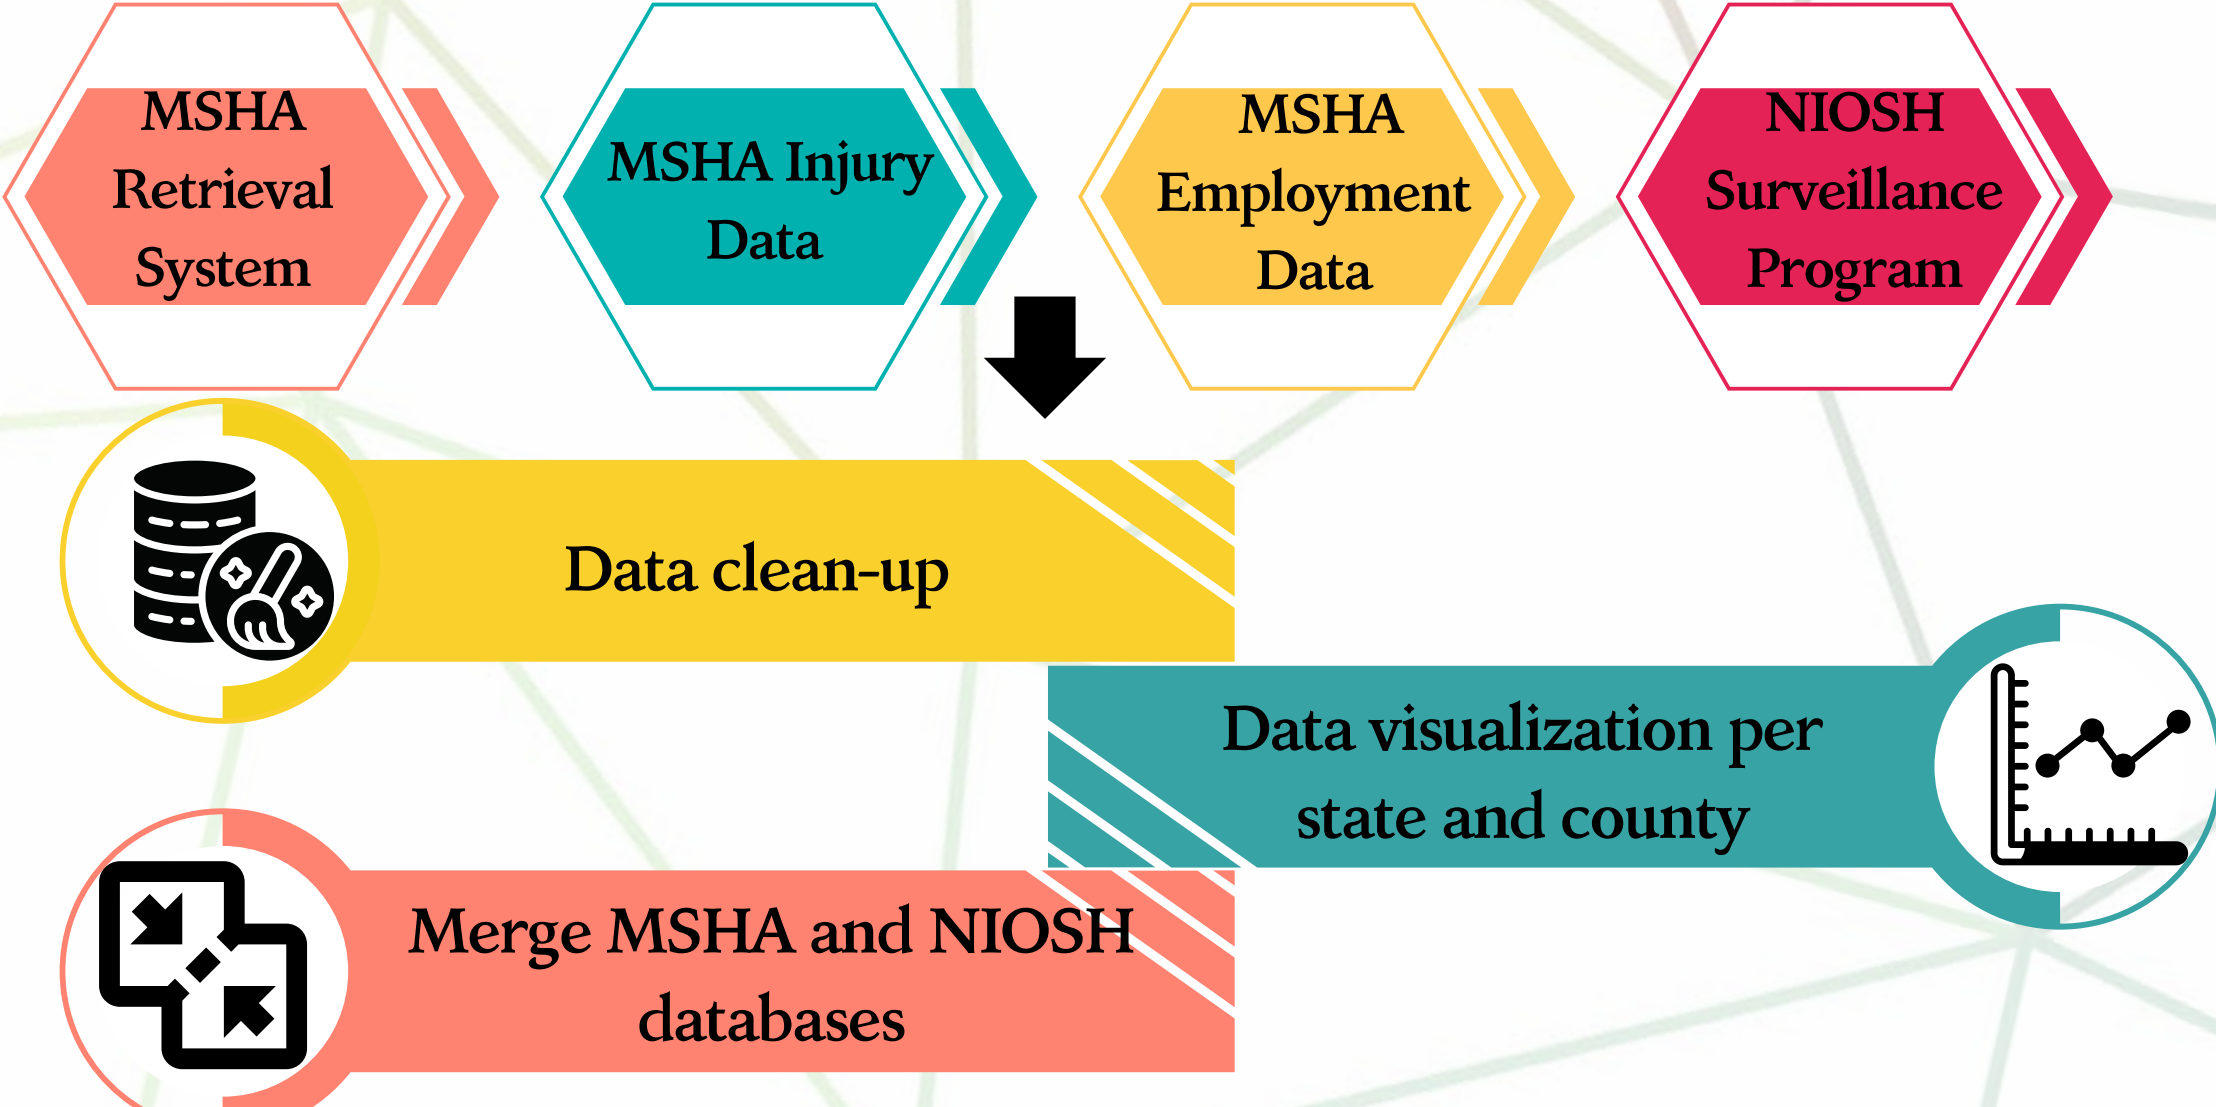 MSHA
Retrieval
System
MSHA Injury
Data
MSHA
Employment
Data
NIOSH
Surveillance
Program
Data clean-up
Data visualization per
state and county
Merge MSHA and NIOSH
databases